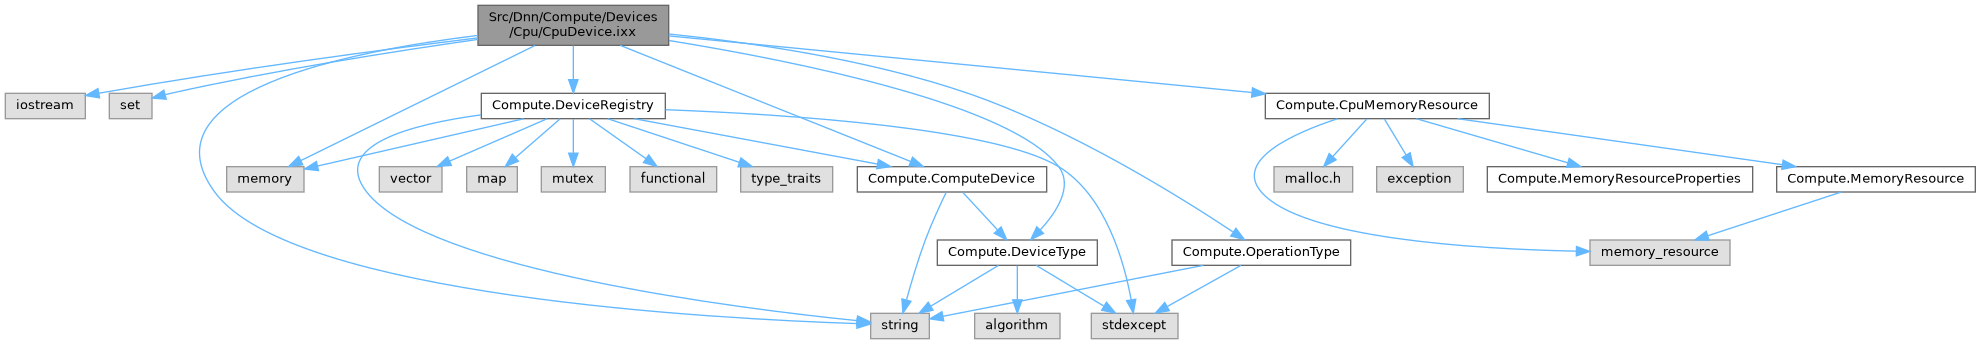 Src/Dnn/Compute/Devices
/Cpu/CpuDevice.ixx
iostream
set
Compute.DeviceRegistry
Compute.CpuMemoryResource
memory
vector
map
mutex
functional
type_traits
Compute.ComputeDevice
malloc.h
exception
Compute.MemoryResourceProperties
Compute.MemoryResource
Compute.DeviceType
Compute.OperationType
memory_resource
string
algorithm
stdexcept